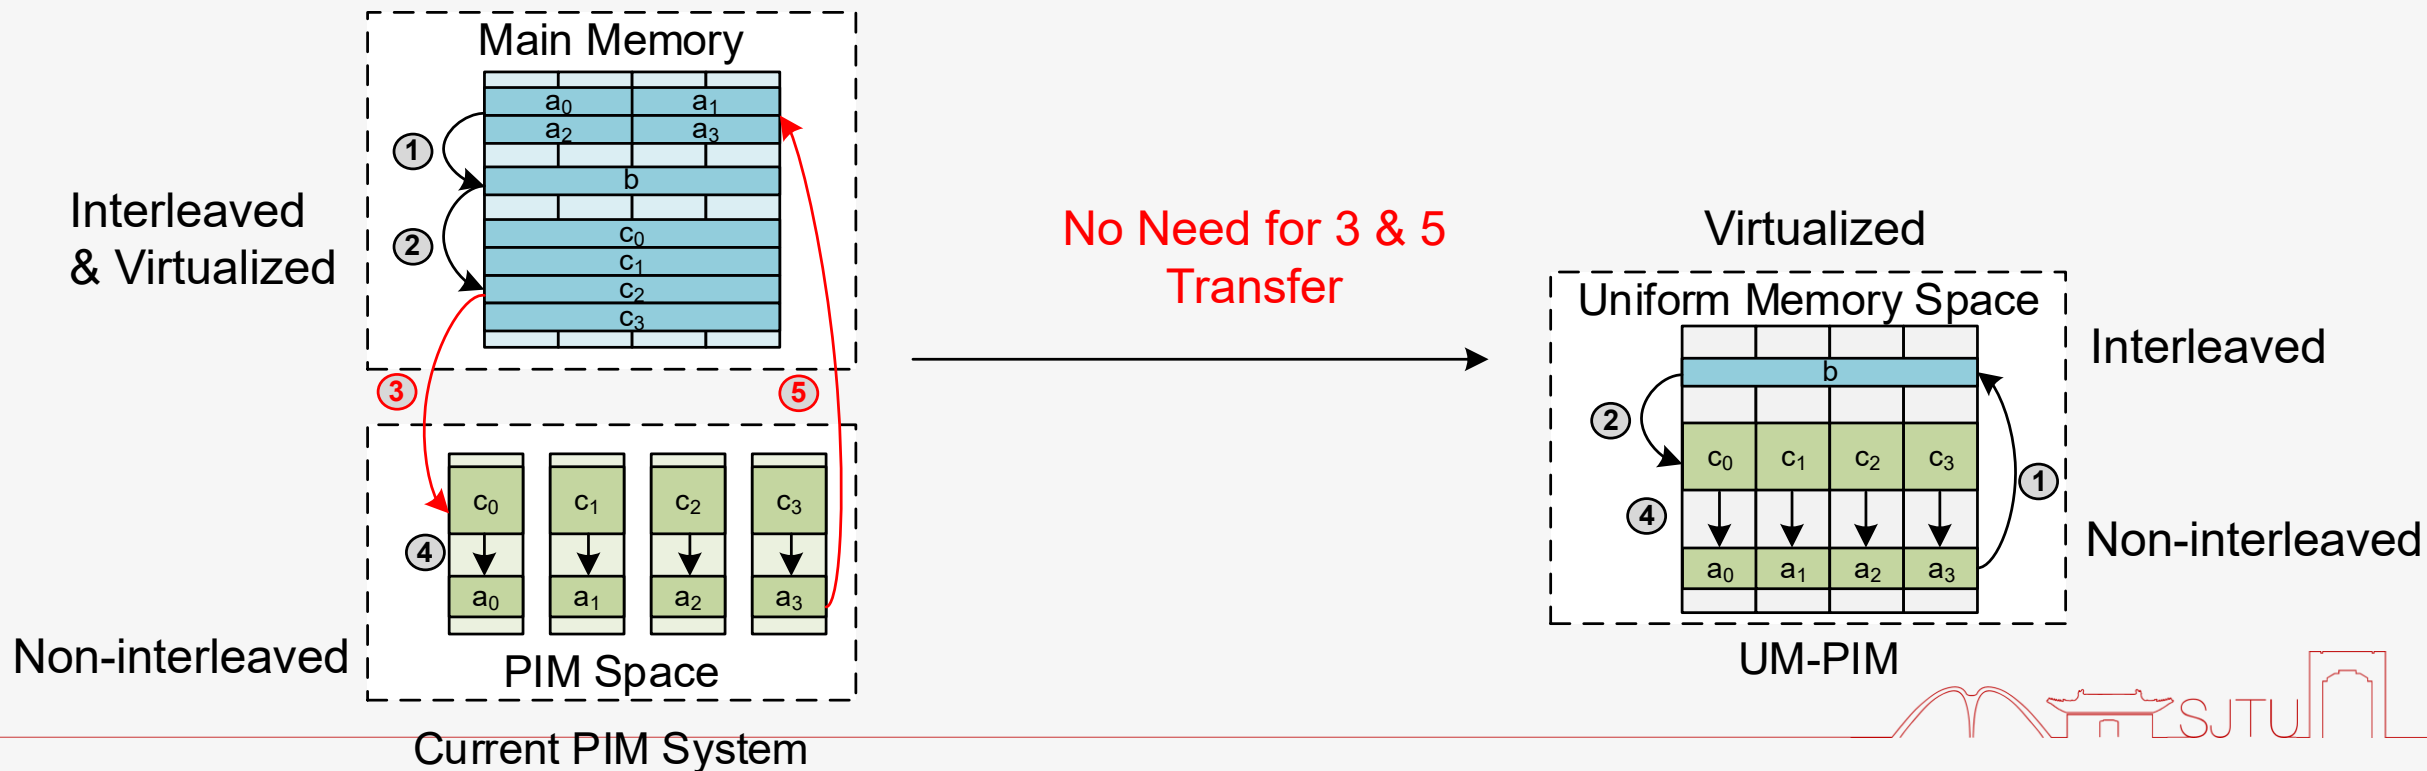 Main Memory
a0 a1
a2 a3
1
b
Interleaved
& Virtualized
2
c0
c1
c2
c3
3
5
c0 c1 c2 c3
4
a0 a1 a2 a3
Non-interleaved
PIM Space
Current PIM System
No Need for 3 & 5
Transfer
Virtualized
Uniform Memory Space
Interleaved
b
2
c0 c1 c2 c3
1
4
Non-interleaved
a0 a1 a2 a3
UM-PIM
SJTU